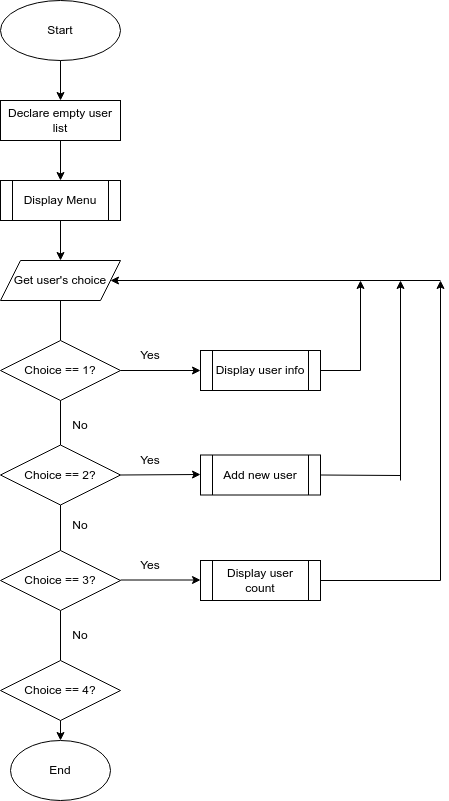 Start
Declare empty user
list
Display Menu
Get user's choice
Choice == 1?
Yes
Display user info
No
Choice == 2?
Yes
Add new user
No
Choice == 3?
Yes
Display user
count
No
Choice == 4?
End